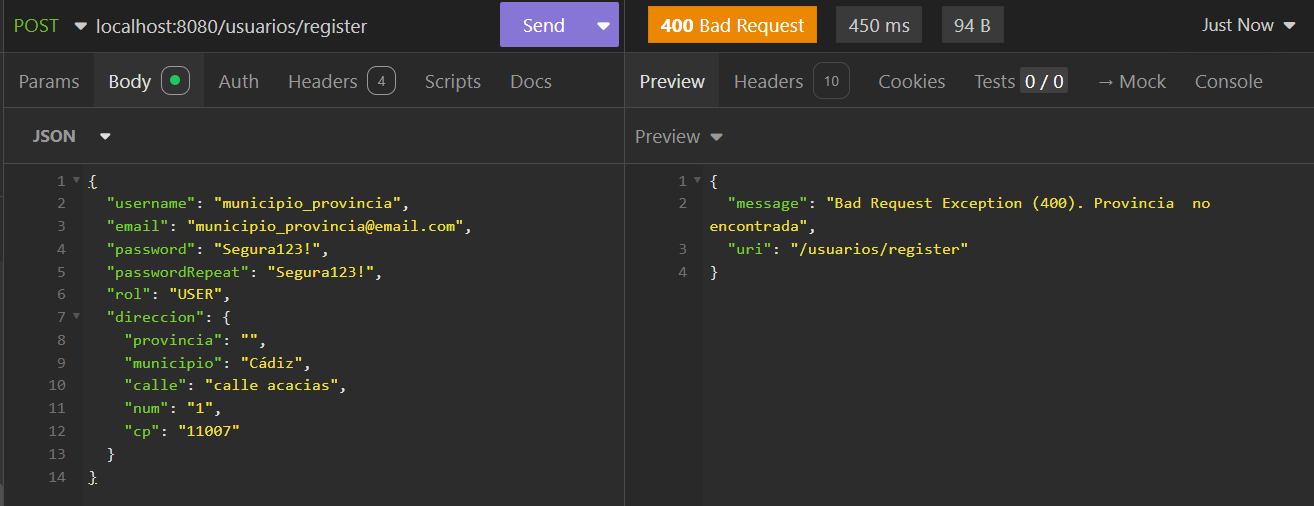 POST localhost:8080/usuarios/register Send 400 Bad Request 450 ms 94 B Just Now
Params Body Auth Headers 4 Scripts Docs Preview Headers 10 Cookies Tests 0 / 0 → Mock Console
JSON Preview
1 {
2 "username": "municipio_provincia",
3 "email": "municipio_provincia@email.com",
4 "password": "Segura123!",
5 "passwordRepeat": "Segura123!",
6 "rol": "USER",
7 "direccion": {
8 "provincia": "",
9 "municipio": "Cádiz",
10 "calle": "calle acacias",
11 "num": "1",
12 "cp": "11007"
13 }
14 }
1 {
2 "message": "Bad Request Exception (400). Provincia  no
encontrada",
3 "uri": "/usuarios/register"
4 }